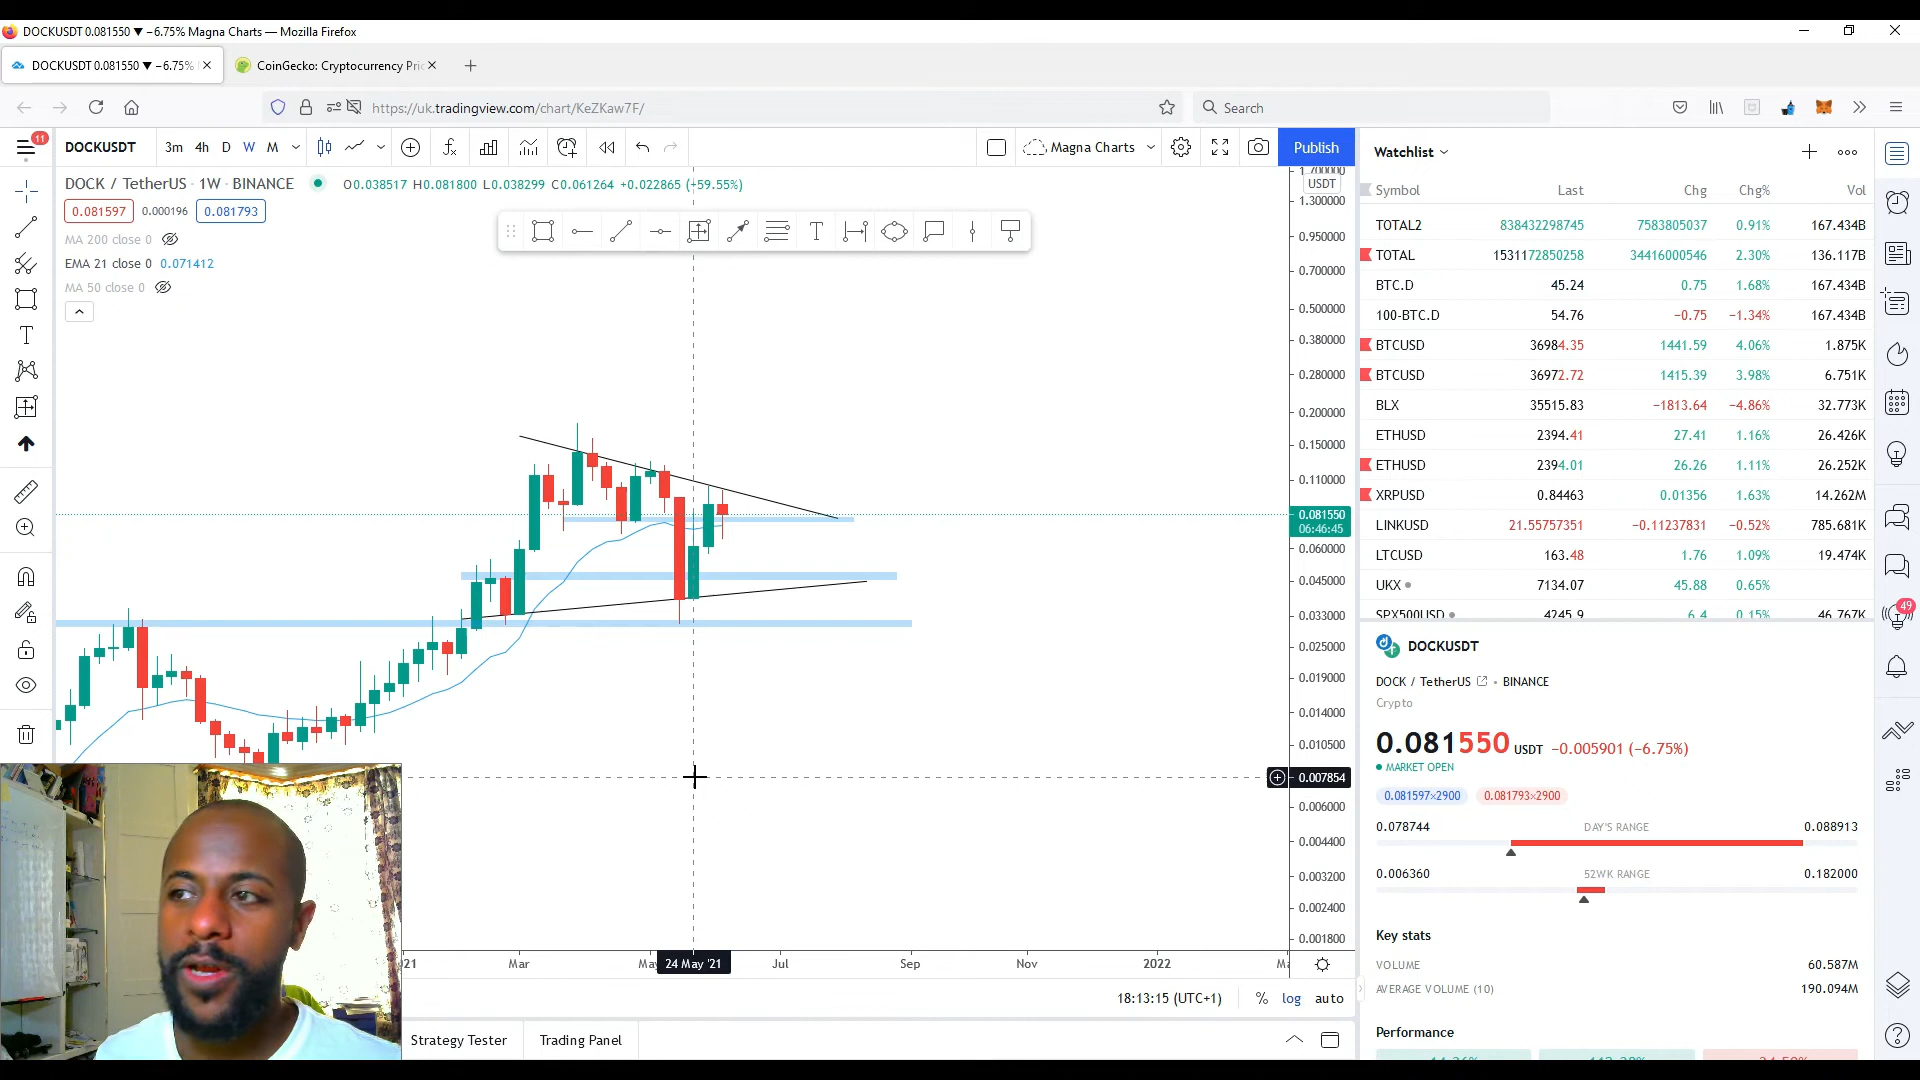 DOCKUSDT 0.081550 ▼ −6.75% Magna Charts — Mozilla Firefox
DOCKUSDT 0.081550 ▼ −6.75%
CoinGecko: Cryptocurrency Pri
https://uk.tradingview.com/chart/KeZKaw7F/
Search
11
DOCKUSDT 3m 4h D W M
Magna Charts
Publish
DOCK / TetherUS · 1W · BINANCE
O0.038517 H0.081800 L0.038299 C0.061264 +0.022865 (+59.55%)
0.081597 0.000196 0.081793
MA 200 close 0
EMA 21 close 0 0.071412
MA 50 close 0
USDT
1.300000
0.950000
0.700000
0.500000
0.380000
0.280000
0.200000
0.150000
0.110000
0.081550
06:46:45
0.060000
0.045000
0.033000
0.025000
0.019000
0.014000
0.010500
0.007854
0.006000
0.004400
0.003200
0.002400
0.001800
21 Mar May 24 May '21 Jul Sep Nov 2022 Ma
18:13:15 (UTC+1) % log auto
Strategy Tester Trading Panel
Watchlist
Symbol Last Chg Chg% Vol
TOTAL2 838432298745 7583805037 0.91% 167.434B
TOTAL 1531172850258 34416000546 2.30% 136.117B
BTC.D 45.24 0.75 1.68% 167.434B
100-BTC.D 54.76 −0.75 −1.34% 167.434B
BTCUSD 36984.35 1441.59 4.06% 1.875K
BTCUSD 36972.72 1415.39 3.98% 6.751K
BLX 35515.83 −1813.64 −4.86% 32.773K
ETHUSD 2394.41 27.41 1.16% 26.426K
ETHUSD 2394.01 26.26 1.11% 26.252K
XRPUSD 0.84463 0.01356 1.63% 14.262M
LINKUSD 21.55757351 −0.11237831 −0.52% 785.681K
LTCUSD 163.48 1.76 1.09% 19.474K
UKX 7134.07 45.88 0.65%
SPX500USD 4245.9 6.4 0.15% 46.767K
49
DOCKUSDT
DOCK / TetherUS · BINANCE
Crypto
0.081550 USDT −0.005901 (−6.75%)
MARKET OPEN
0.081597×2900 0.081793×2900
0.078744 DAY'S RANGE 0.088913
0.006360 52WK RANGE 0.182000
Key stats
VOLUME 60.587M
AVERAGE VOLUME (10) 190.094M
Performance